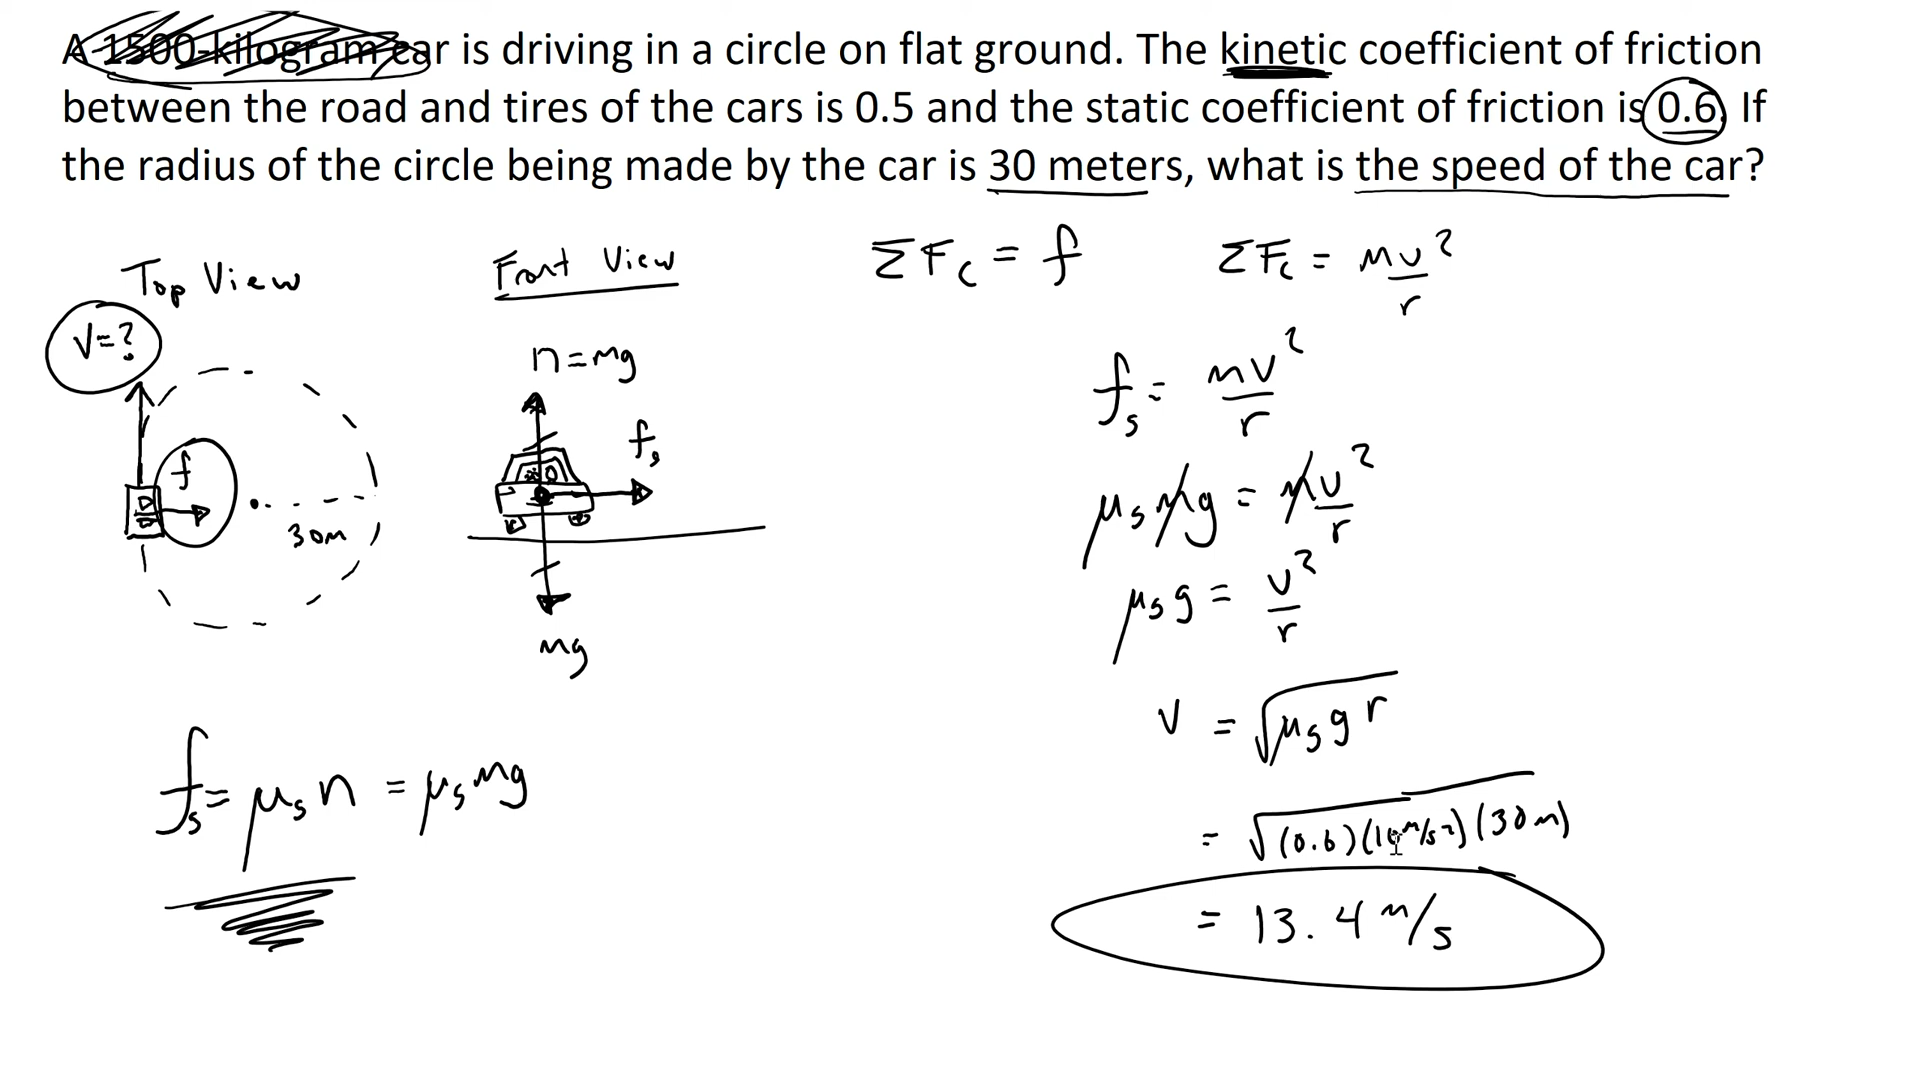 A 1500-kilogram car is driving in a circle on flat ground. The kinetic coefficient of friction
between the road and tires of the cars is 0.5 and the static coefficient of friction is 0.6. If
the radius of the circle being made by the car is 30 meters, what is the speed of the car?
Top View
V=?
f
30m
Front View
n=mg
fs
mg
fs = μs n = μs mg
ΣFc = f
ΣFc = mv²/r
fs = mv²/r
μs mg = mv²/r
μs g = v²/r
v = √μs g r
= √(0.6)(10 m/s²)(30m)
= 13.4 m/s